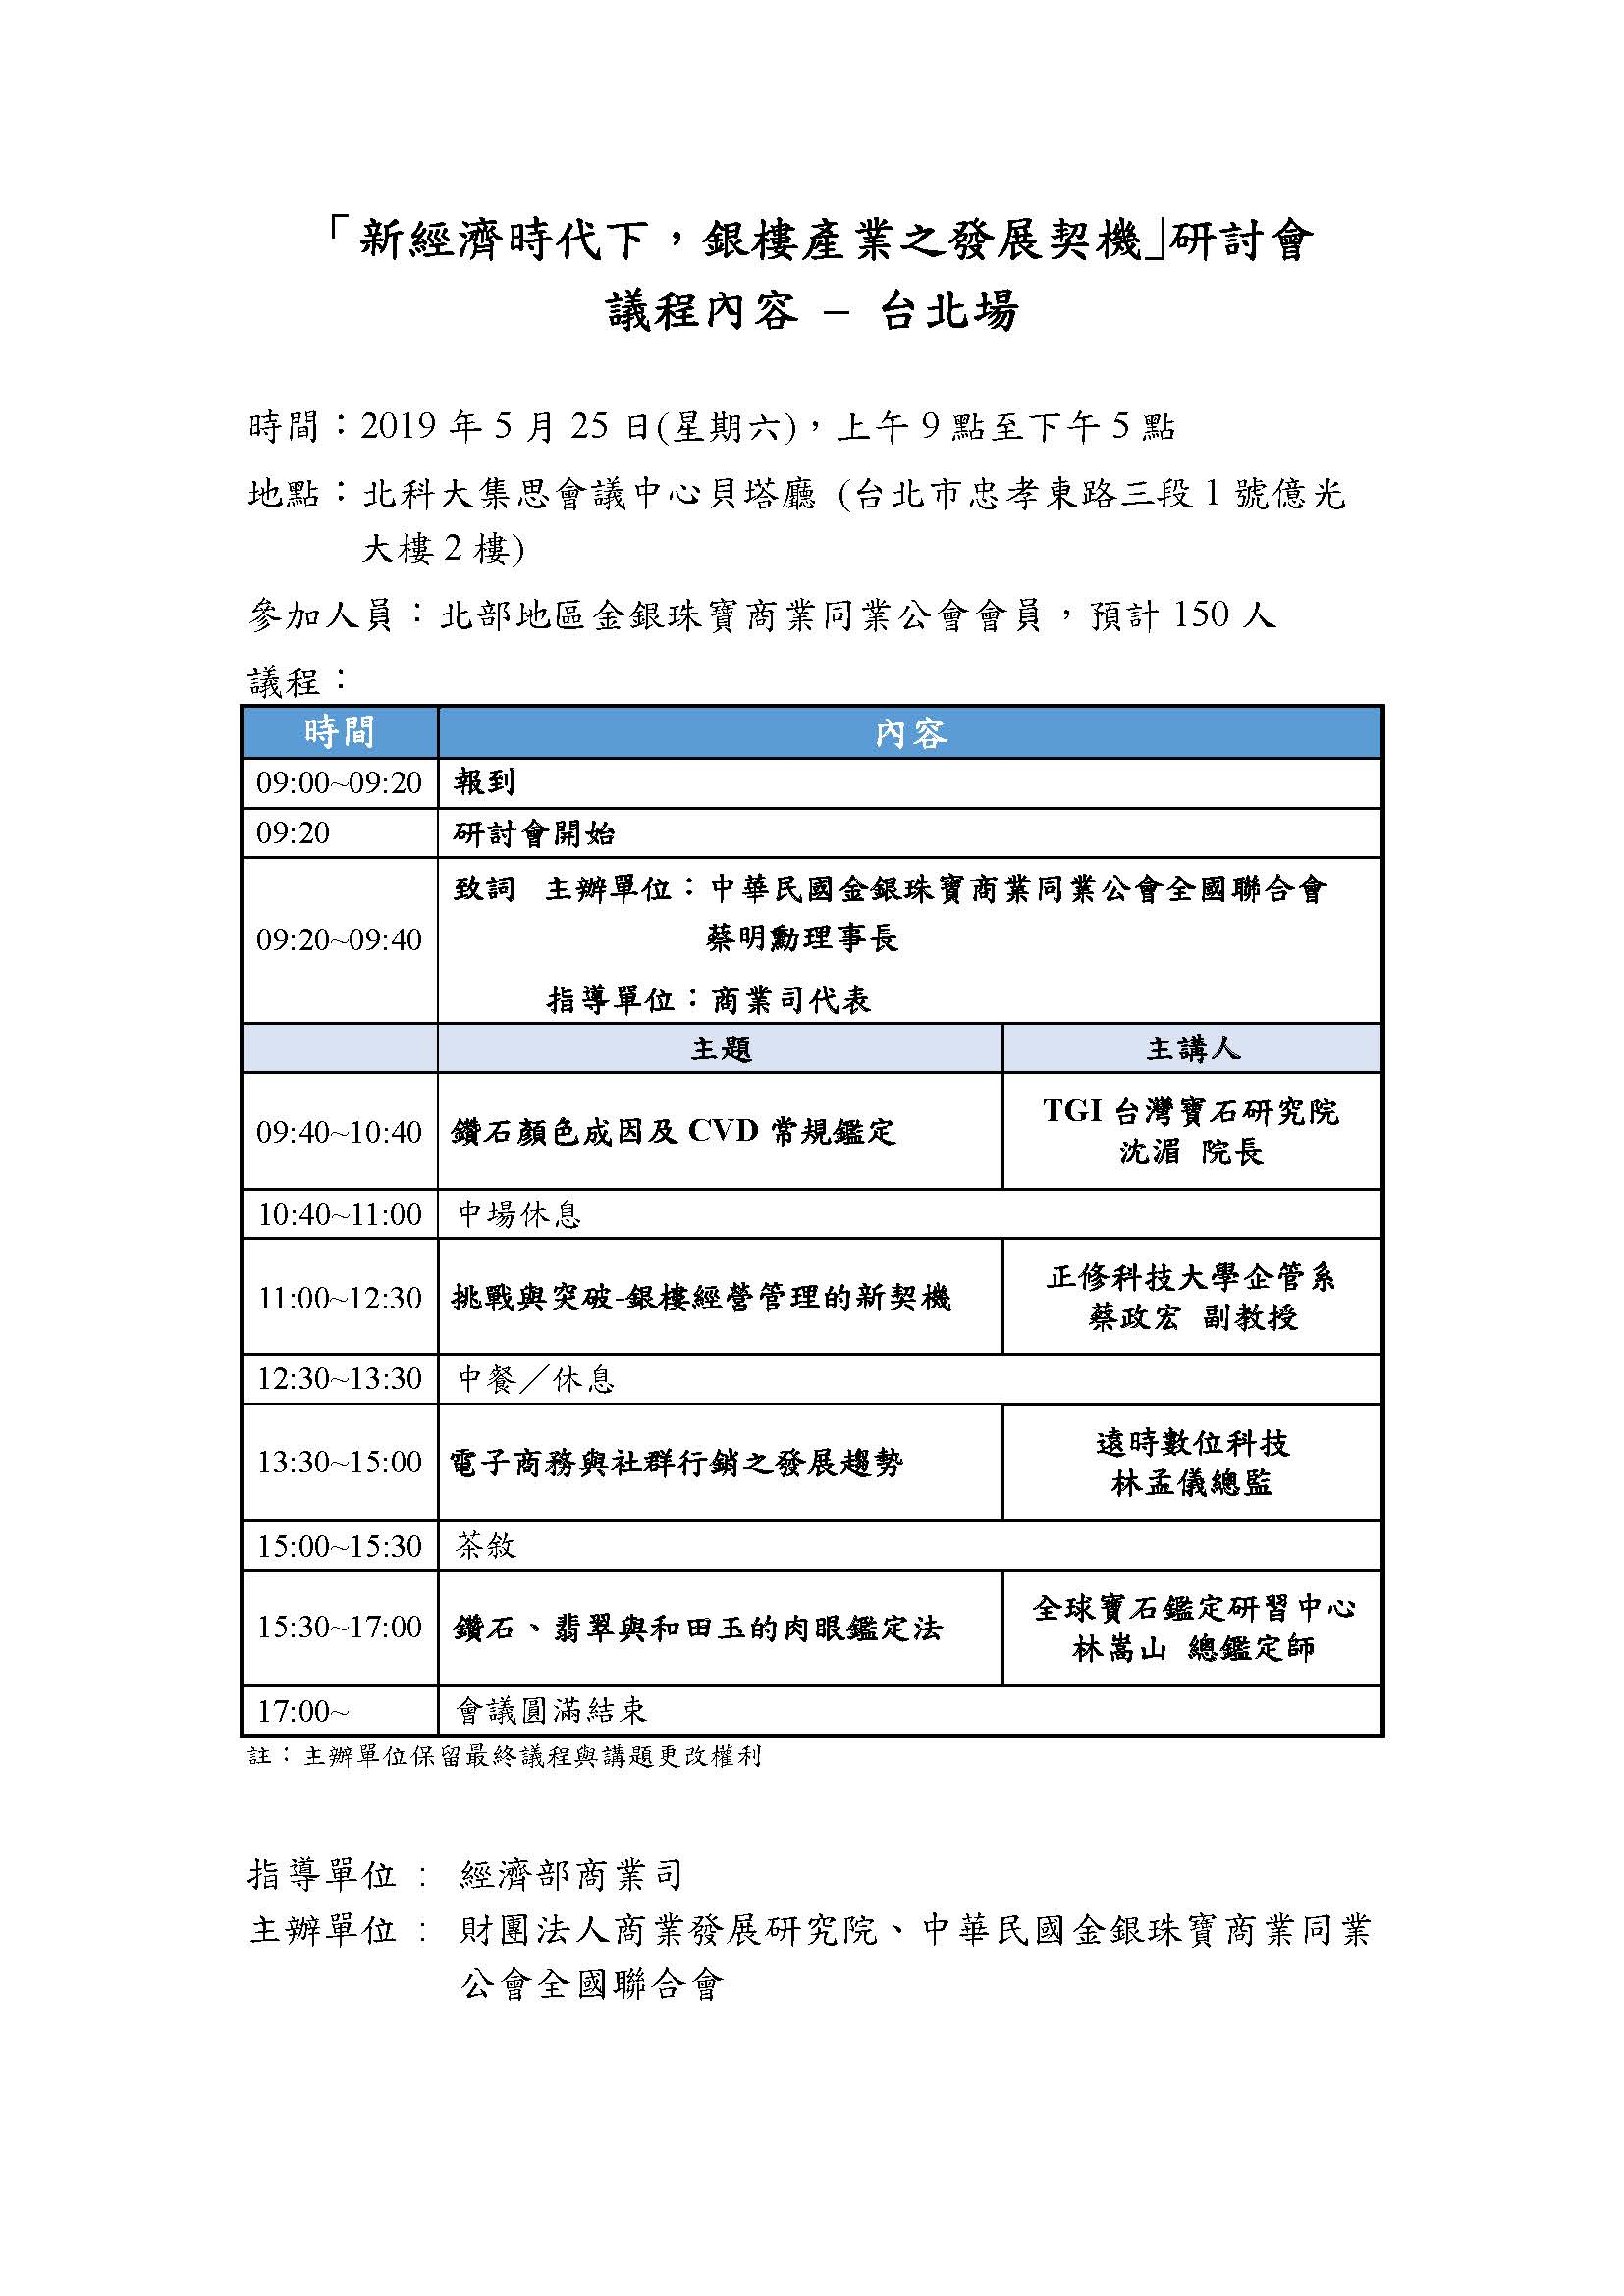 「新經濟時代下，銀樓產業之發展契機」研討會
議程內容 – 台北場
時間：2019 年 5 月 25 日(星期六)，上午 9 點至下午 5 點
地點：北科大集思會議中心貝塔廳 (台北市忠孝東路三段 1 號億光
大樓 2 樓)
參加人員：北部地區金銀珠寶商業同業公會會員，預計 150 人
議程：
時間 內容
09:00~09:20 報到
09:20 研討會開始
致詞 主辦單位：中華民國金銀珠寶商業同業公會全國聯合會
09:20~09:40 蔡明勳理事長
指導單位：商業司代表
主題 主講人
09:40~10:40 鑽石顏色成因及 CVD 常規鑑定 TGI 台灣寶石研究院
沈湄 院長
10:40~11:00 中場休息
11:00~12:30 挑戰與突破-銀樓經營管理的新契機 正修科技大學企管系
蔡政宏 副教授
12:30~13:30 中餐／休息
13:30~15:00 電子商務與社群行銷之發展趨勢 遠時數位科技
林孟儀總監
15:00~15:30 茶敘
15:30~17:00 鑽石、翡翠與和田玉的肉眼鑑定法 全球寶石鑑定研習中心
林嵩山 總鑑定師
17:00~ 會議圓滿結束
註：主辦單位保留最終議程與講題更改權利
指導單位： 經濟部商業司
主辦單位： 財團法人商業發展研究院、中華民國金銀珠寶商業同業
公會全國聯合會